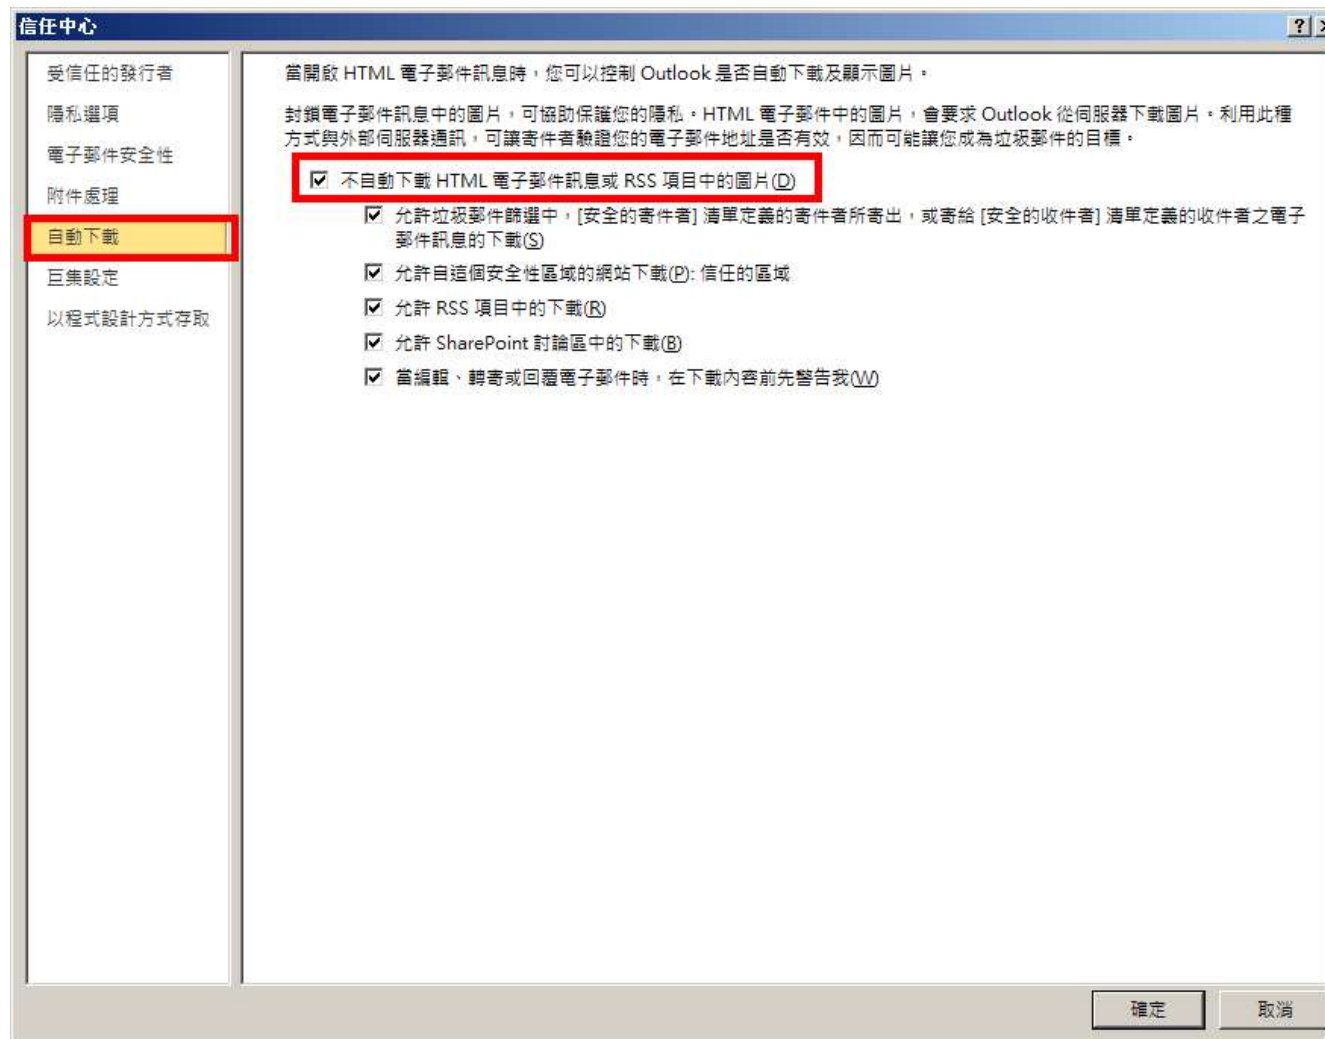 信任中心
受信任的發行者
隱私選項
電子郵件安全性
附件處理
自動下載
巨集設定
以程式設計方式存取
當開啟 HTML 電子郵件訊息時，您可以控制 Outlook 是否自動下載及顯示圖片。
封鎖電子郵件訊息中的圖片，可協助保護您的隱私。HTML 電子郵件中的圖片，會要求 Outlook 從伺服器下載圖片。利用此種
方式與外部伺服器通訊，可讓寄件者驗證您的電子郵件地址是否有效，因而可能讓您成為垃圾郵件的目標。
不自動下載 HTML 電子郵件訊息或 RSS 項目中的圖片(D)
允許垃圾郵件篩選中，[安全的寄件者] 清單定義的寄件者所寄出，或寄給 [安全的收件者] 清單定義的收件者之電子
郵件訊息的下載(S)
允許自這個安全性區域的網站下載(P): 信任的區域
允許 RSS 項目中的下載(R)
允許 SharePoint 討論區中的下載(B)
當編輯、轉寄或回覆電子郵件時，在下載內容前先警告我(W)
確定
取消